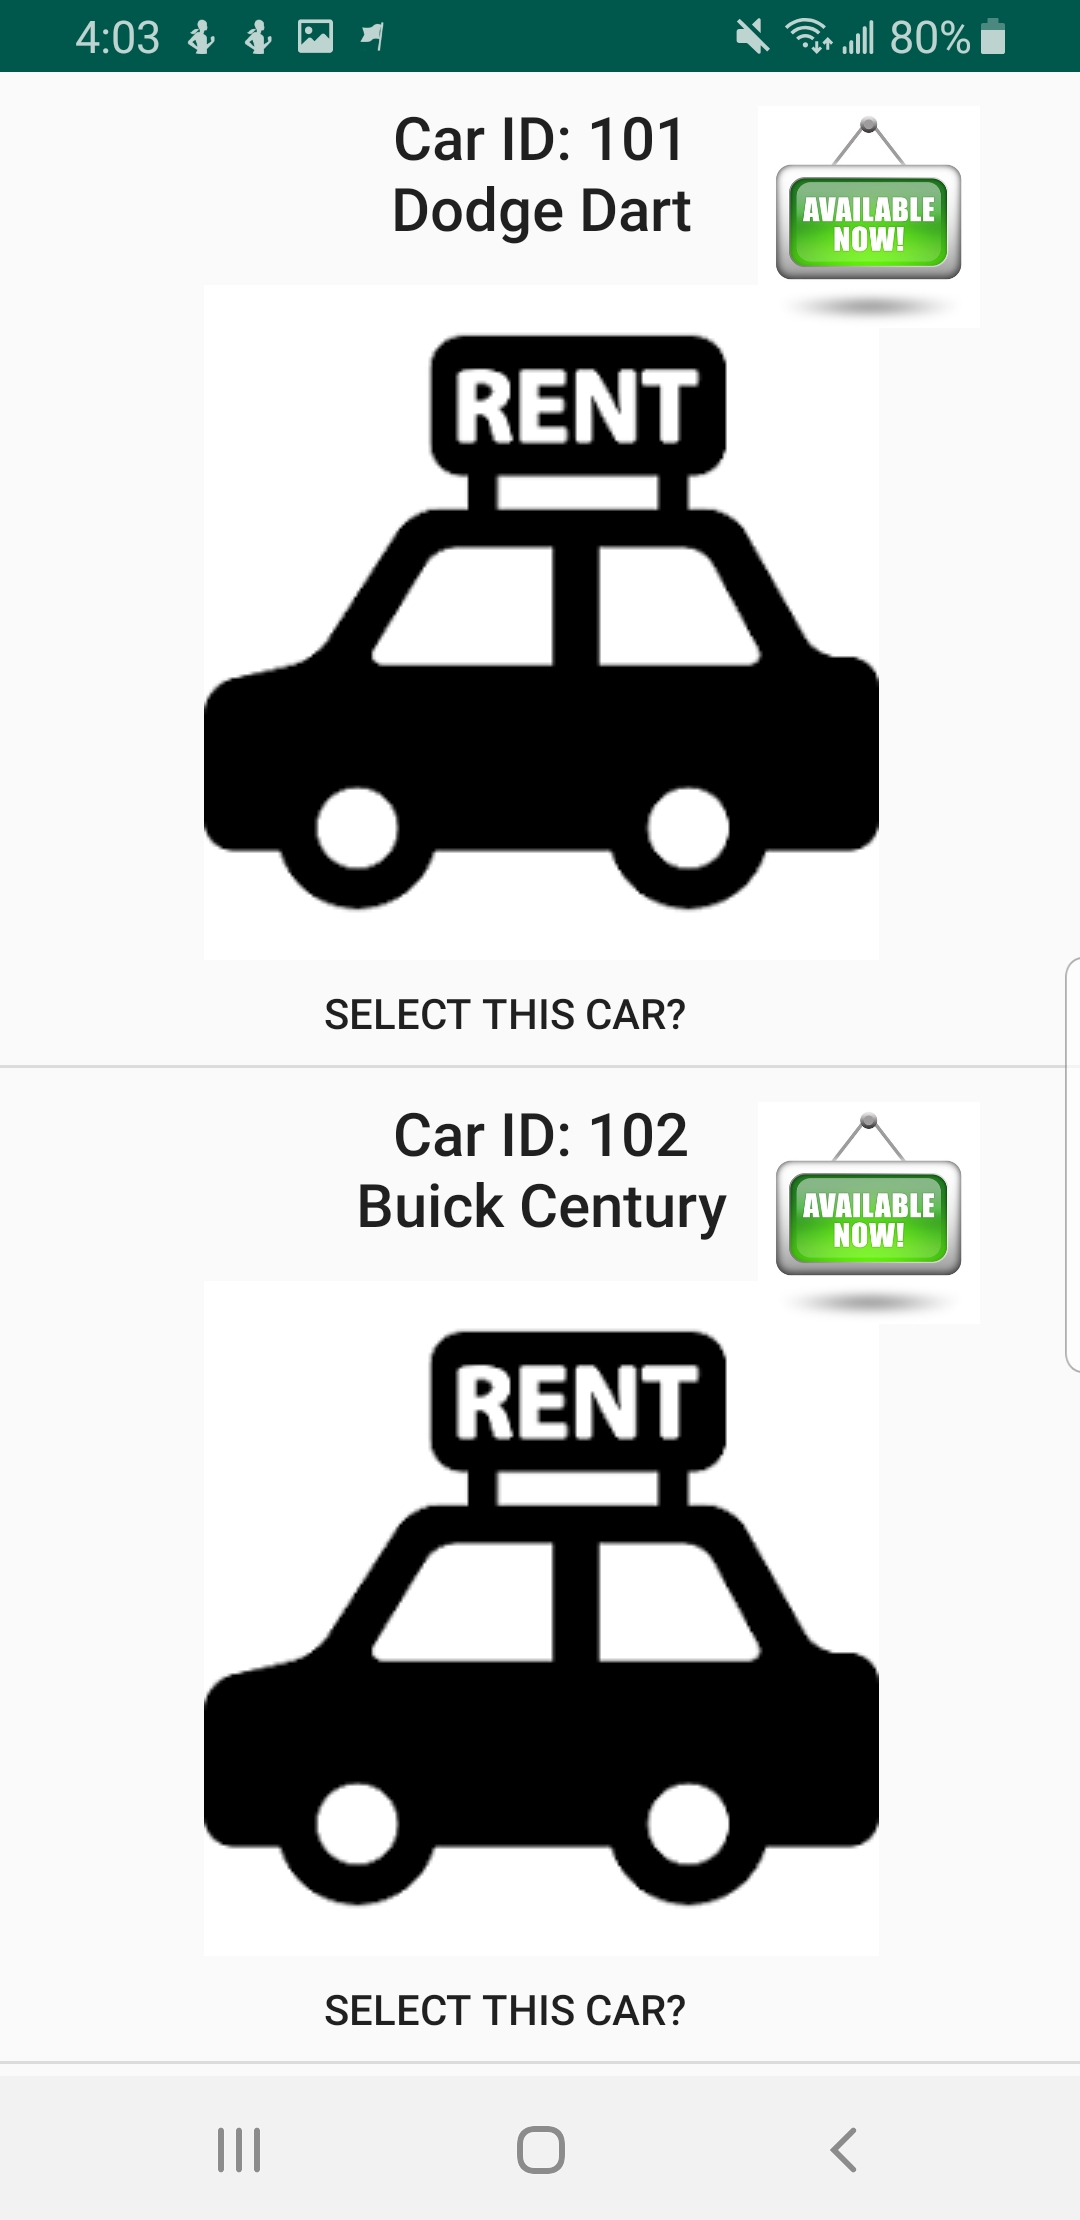 4:03 80%
Car ID: 101
Dodge Dart
AVAILABLE
NOW!
RENT
SELECT THIS CAR?
Car ID: 102
Buick Century
AVAILABLE
NOW!
RENT
SELECT THIS CAR?